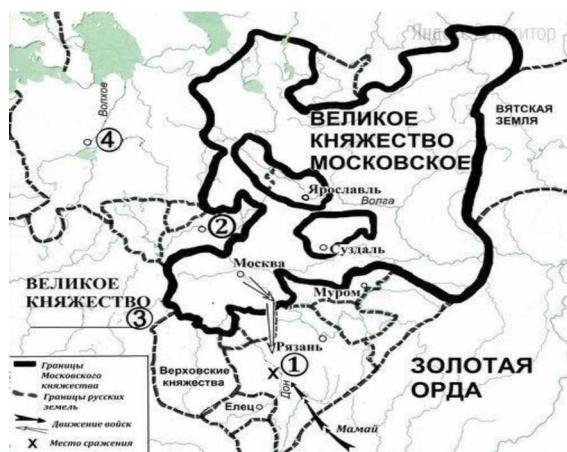 Волхов
4
ВЕЛИКОЕ
КНЯЖЕСТВО
МОСКОВСКОЕ
ВЯТСКАЯ
ЗЕМЛЯ
Ярославль
Волга
2
Суздаль
Москва
ВЕЛИКОЕ
КНЯЖЕСТВО
3
Муром
Рязань
1
Верховские
княжества
Дон
Елец
Мамай
ЗОЛОТАЯ
ОРДА
Границы
Московского
княжества
Границы русских
земель
Движение войск
X Место сражения